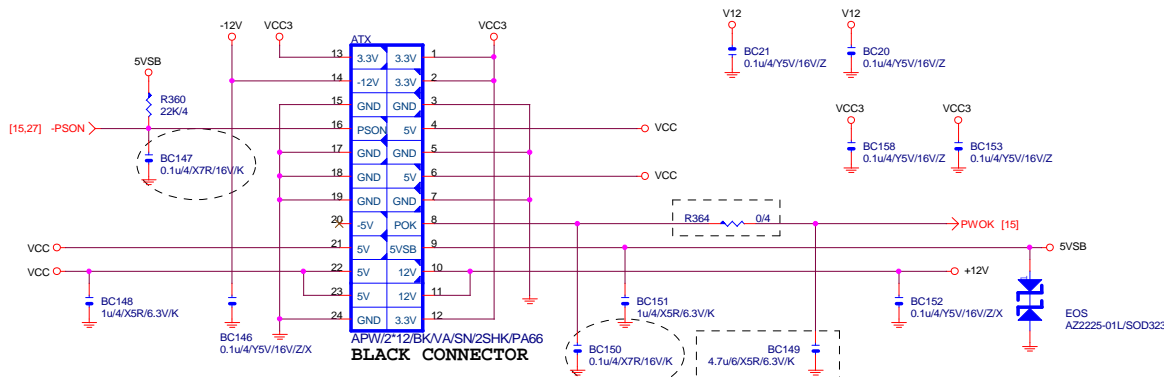 V12
V12
-12V
VCC3
VCC3
ATX
BC21
0.1u/4/Y5V/16V/Z
BC20
0.1u/4/Y5V/16V/Z
5VSB
13 3.3V 3.3V 1
14 -12V 3.3V 2
R360
22K/4
15 GND GND 3
VCC3
VCC3
[15,27] -PSON
16 PSON 5V 4
VCC
BC147
0.1u/4/X7R/16V/K
17 GND GND 5
BC158
0.1u/4/Y5V/16V/Z
BC153
0.1u/4/Y5V/16V/Z
18 GND 5V 6
VCC
19 GND GND 7
20 -5V POK 8
R364 0/4
PWOK [15]
VCC
21 5V 5VSB 9
5VSB
VCC
22 5V 12V 10
+12V
23 5V 12V 11
BC148
1u/4/X5R/6.3V/K
BC151
1u/4/X5R/6.3V/K
BC152
0.1u/4/Y5V/16V/Z/X
24 GND 3.3V 12
EOS
AZ2225-01L/SOD323
BC146
0.1u/4/Y5V/16V/Z/X
APW/2*12/BK/VA/SN/2SHK/PA66
BLACK CONNECTOR
BC150
0.1u/4/X7R/16V/K
BC149
4.7u/6/X5R/6.3V/K